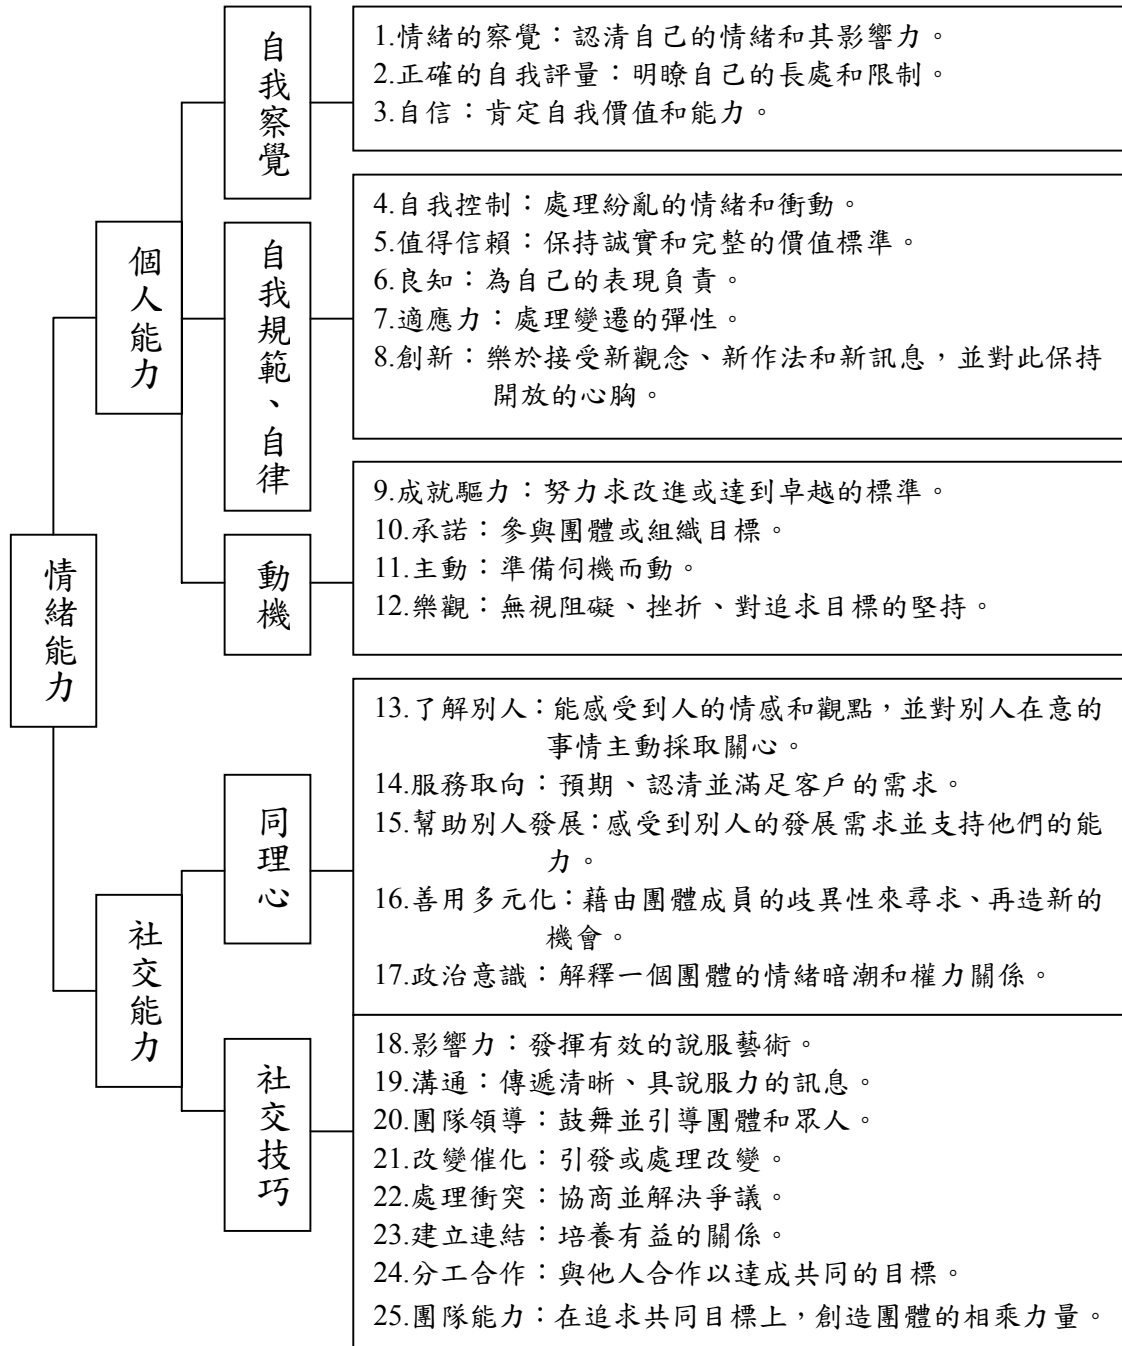 情緒能力
個人能力
自我察覺
1.情緒的察覺：認清自己的情緒和其影響力。
2.正確的自我評量：明瞭自己的長處和限制。
3.自信：肯定自我價值和能力。
自我規範、自律
4.自我控制：處理紛亂的情緒和衝動。
5.值得信賴：保持誠實和完整的價值標準。
6.良知：為自己的表現負責。
7.適應力：處理變遷的彈性。
8.創新：樂於接受新觀念、新作法和新訊息，並對此保持
開放的心胸。
動機
9.成就驅力：努力求改進或達到卓越的標準。
10.承諾：參與團體或組織目標。
11.主動：準備伺機而動。
12.樂觀：無視阻礙、挫折、對追求目標的堅持。
社交能力
同理心
13.了解別人：能感受到人的情感和觀點，並對別人在意的
事情主動採取關心。
14.服務取向：預期、認清並滿足客戶的需求。
15.幫助別人發展：感受到別人的發展需求並支持他們的能
力。
16.善用多元化：藉由團體成員的歧異性來尋求、再造新的
機會。
17.政治意識：解釋一個團體的情緒暗潮和權力關係。
社交技巧
18.影響力：發揮有效的說服藝術。
19.溝通：傳遞清晰、具說服力的訊息。
20.團隊領導：鼓舞並引導團體和眾人。
21.改變催化：引發或處理改變。
22.處理衝突：協商並解決爭議。
23.建立連結：培養有益的關係。
24.分工合作：與他人合作以達成共同的目標。
25.團隊能力：在追求共同目標上，創造團體的相乘力量。